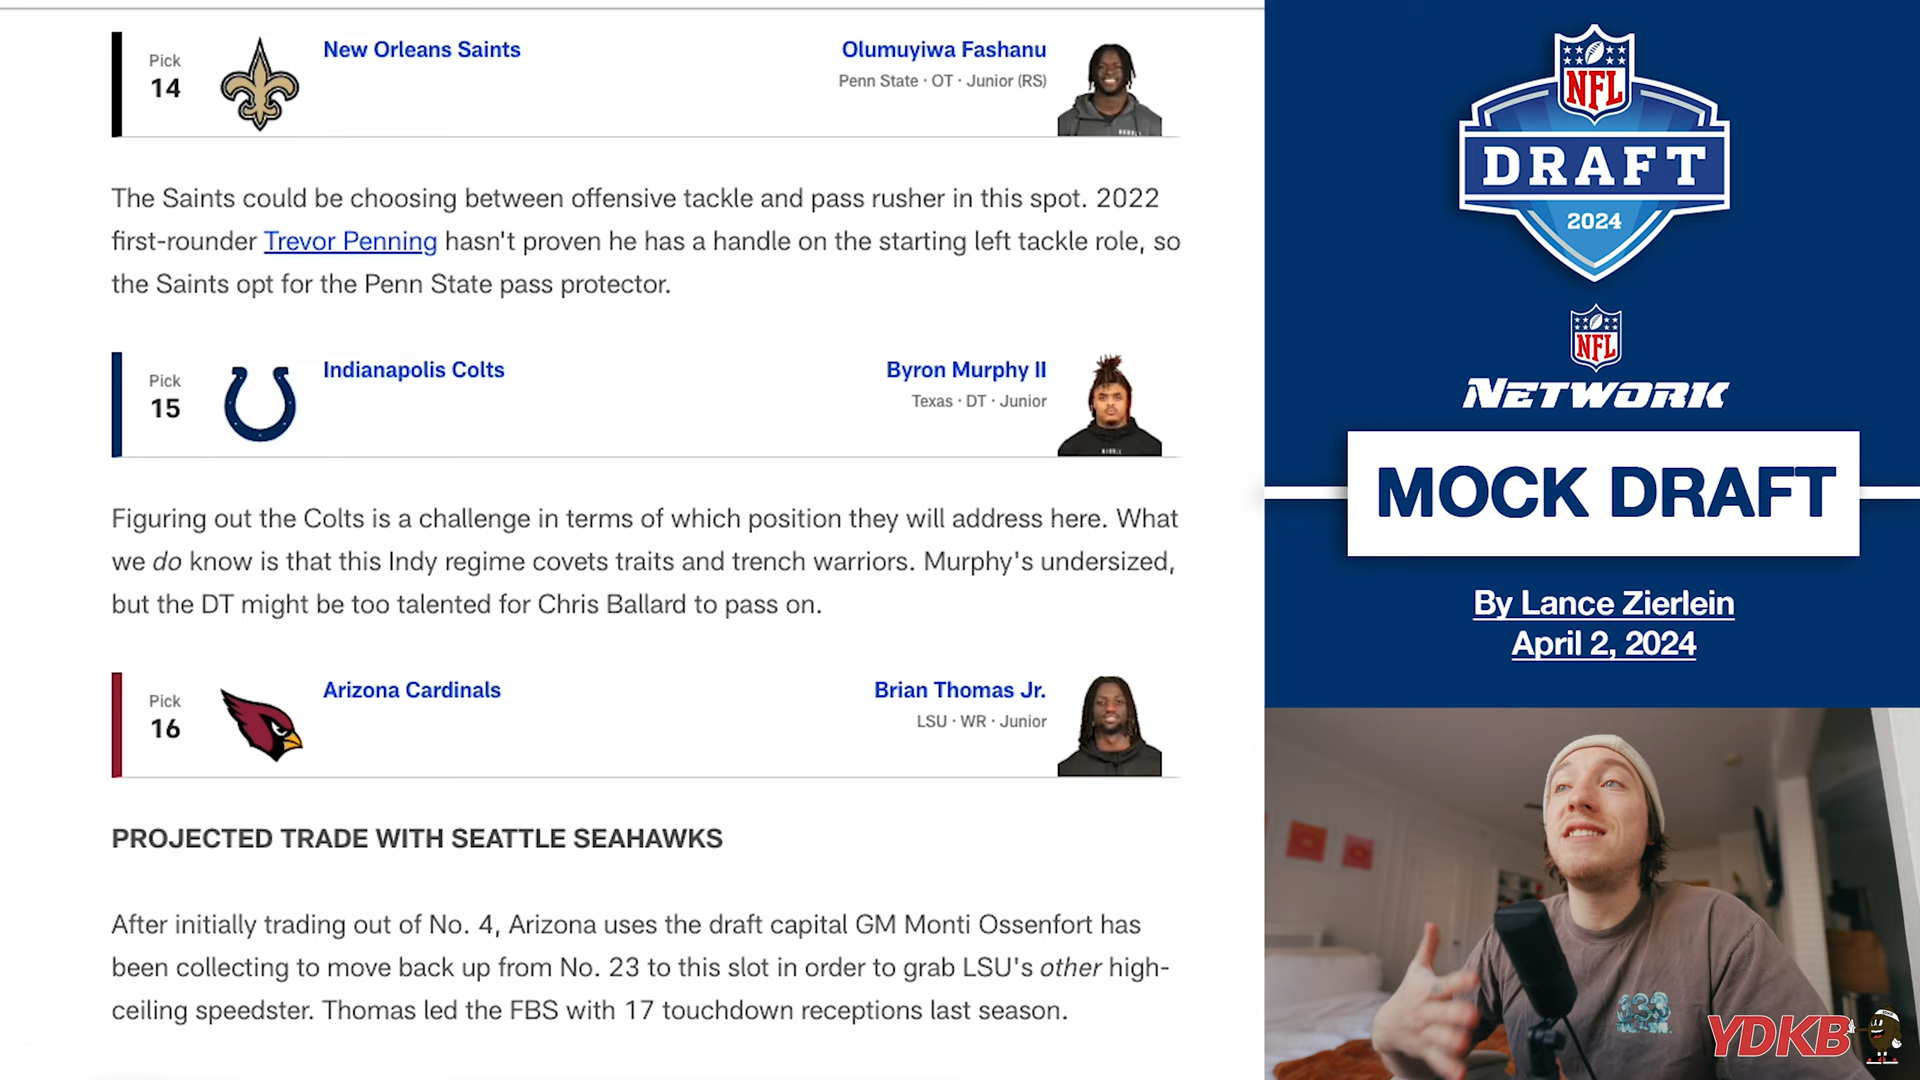 Pick
14
New Orleans Saints
Olumuyiwa Fashanu
Penn State · OT · Junior (RS)
The Saints could be choosing between offensive tackle and pass rusher in this spot. 2022
first-rounder Trevor Penning hasn't proven he has a handle on the starting left tackle role, so
the Saints opt for the Penn State pass protector.
Pick
15
Indianapolis Colts
Byron Murphy II
Texas · DT · Junior
Figuring out the Colts is a challenge in terms of which position they will address here. What
we do know is that this Indy regime covets traits and trench warriors. Murphy's undersized,
but the DT might be too talented for Chris Ballard to pass on.
Pick
16
Arizona Cardinals
Brian Thomas Jr.
LSU · WR · Junior
PROJECTED TRADE WITH SEATTLE SEAHAWKS
After initially trading out of No. 4, Arizona uses the draft capital GM Monti Ossenfort has
been collecting to move back up from No. 23 to this slot in order to grab LSU's other high-
ceiling speedster. Thomas led the FBS with 17 touchdown receptions last season.
NFL
DRAFT
2024
NFL
NETWORK
MOCK DRAFT
By Lance Zierlein
April 2, 2024
333
YDKB